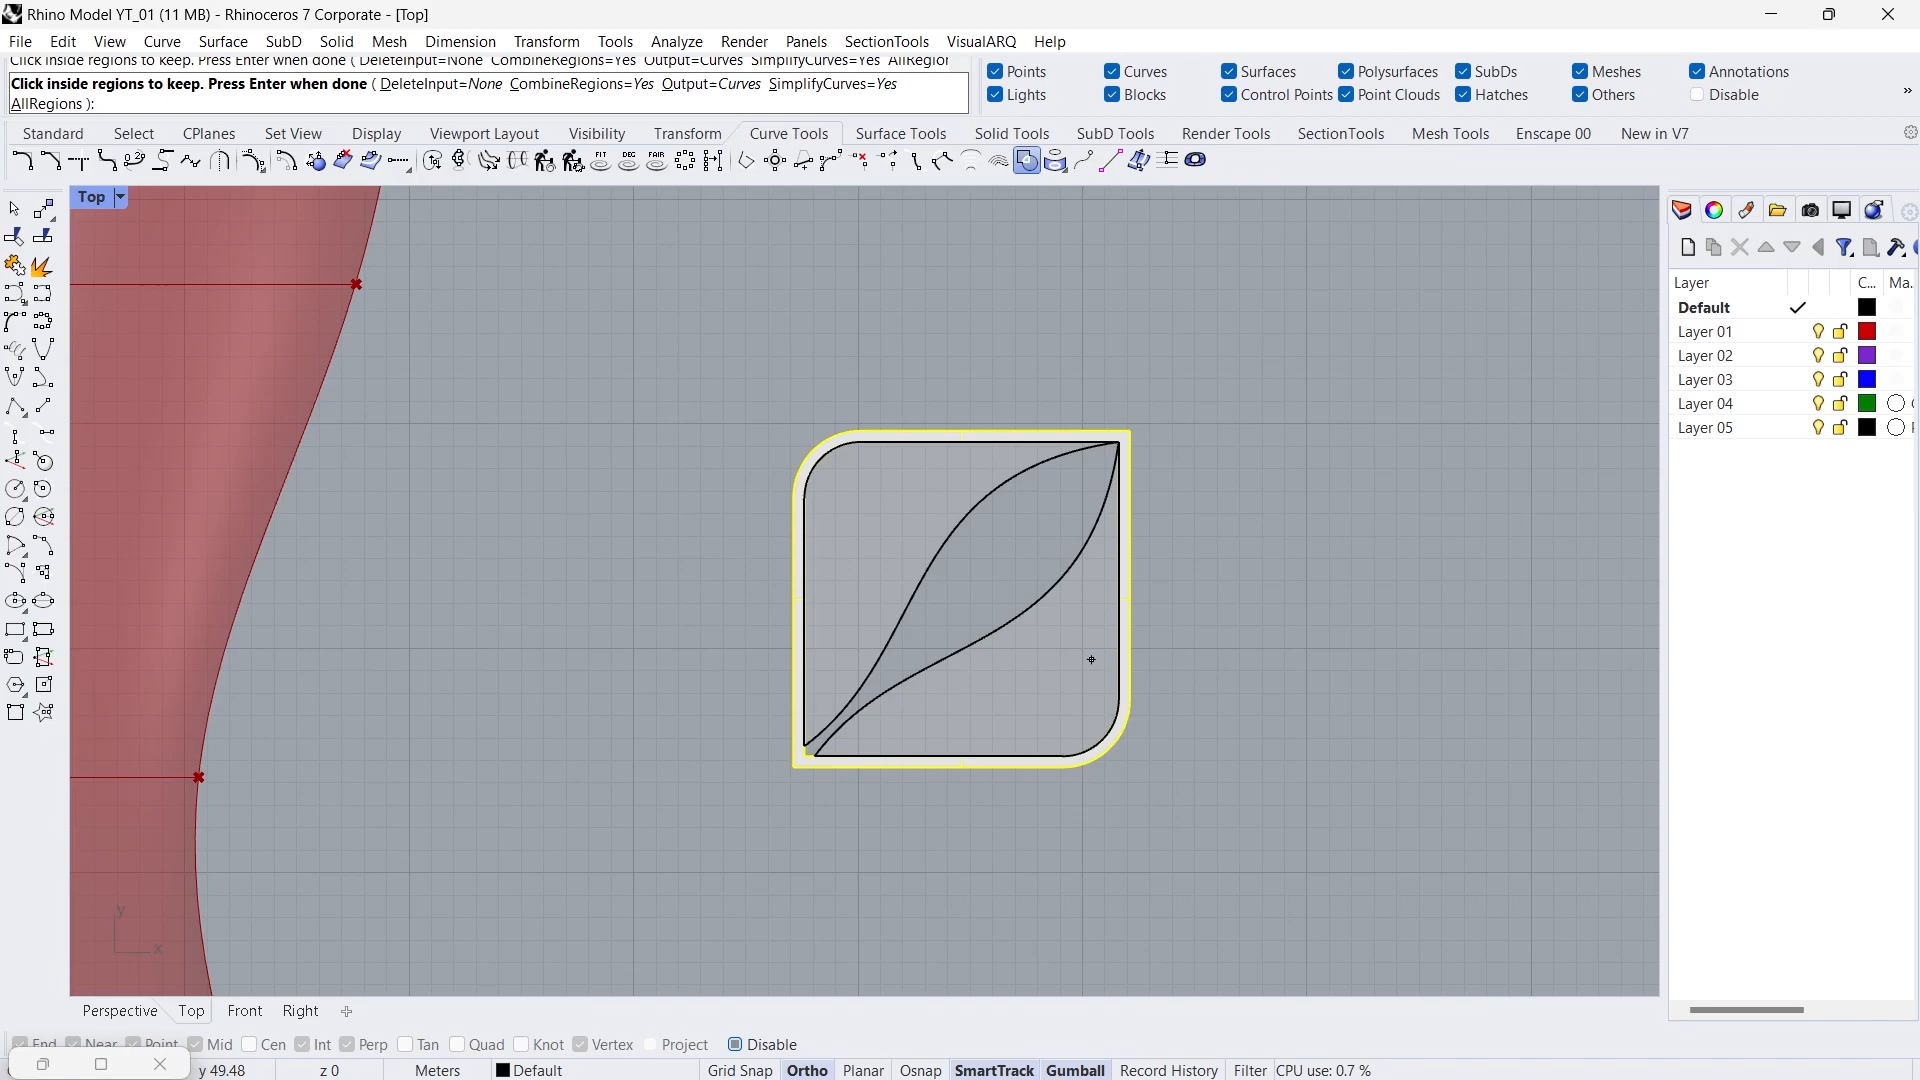 Rhino Model YT_01 (11 MB) - Rhinoceros 7 Corporate - [Top]
File Edit View Curve Surface SubD Solid Mesh Dimension Transform Tools Analyze Render Panels SectionTools VisualARQ Help
Click inside regions to keep. Press Enter when done ( DeleteInput=None CombineRegions=Yes Output=Curves SimplifyCurves=Yes AllRegior
Click inside regions to keep. Press Enter when done ( DeleteInput=None CombineRegions=Yes Output=Curves SimplifyCurves=Yes
AllRegions ):
Points Curves Surfaces Polysurfaces SubDs Meshes Annotations
Lights Blocks Control Points Point Clouds Hatches Others Disable
Standard Select CPlanes Set View Display Viewport Layout Visibility Transform Curve Tools Surface Tools Solid Tools SubD Tools Render Tools SectionTools Mesh Tools Enscape 00 New in V7
FIT DEG FAIR
Top
Layer C... Ma...
Default
Layer 01
Layer 02
Layer 03
Layer 04
Layer 05
y
x
Perspective Top Front Right
End Near Point Mid Cen Int Perp Tan Quad Knot Vertex Project Disable
y 49.48 z 0 Meters Default Grid Snap Ortho Planar Osnap SmartTrack Gumball Record History Filter CPU use: 0.7 %